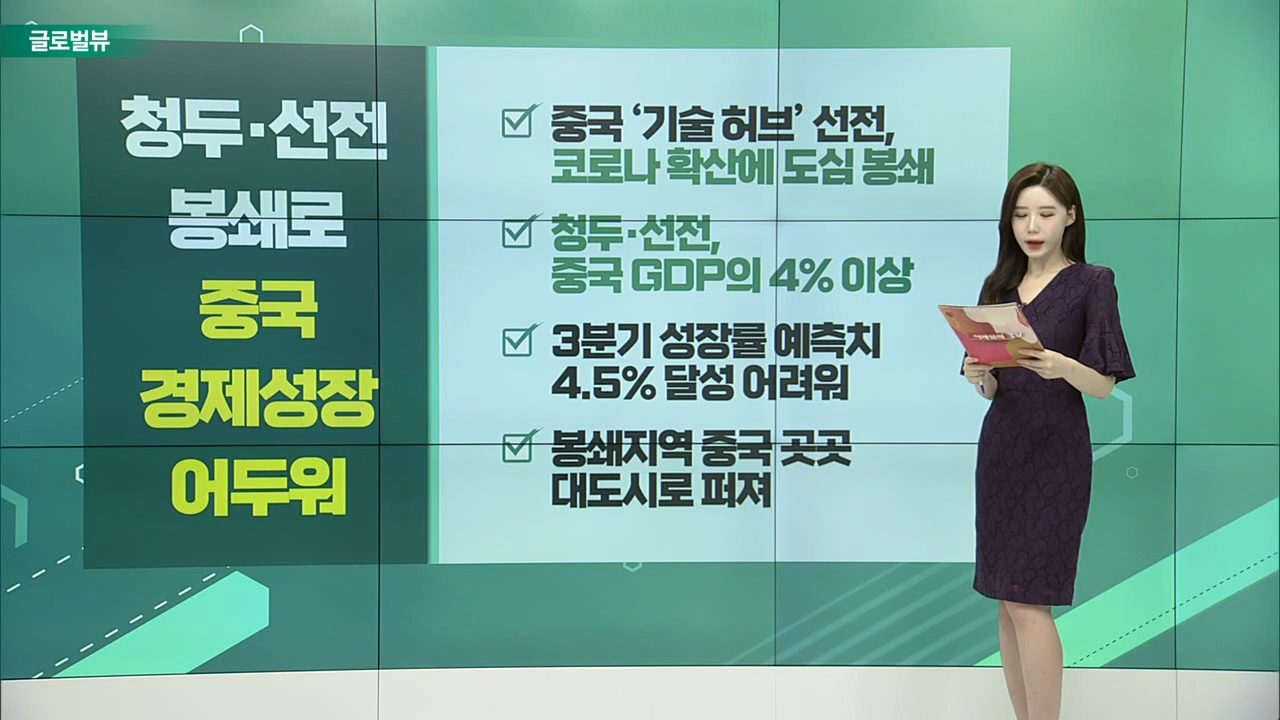 글로벌뷰
청두·선전
봉쇄로
중국
경제성장
어두워
중국 ‘기술 허브’ 선전,
코로나 확산에 도심 봉쇄
청두·선전,
중국 GDP의 4% 이상
3분기 성장률 예측치
4.5% 달성 어려워
봉쇄지역 중국 곳곳
대도시로 퍼져